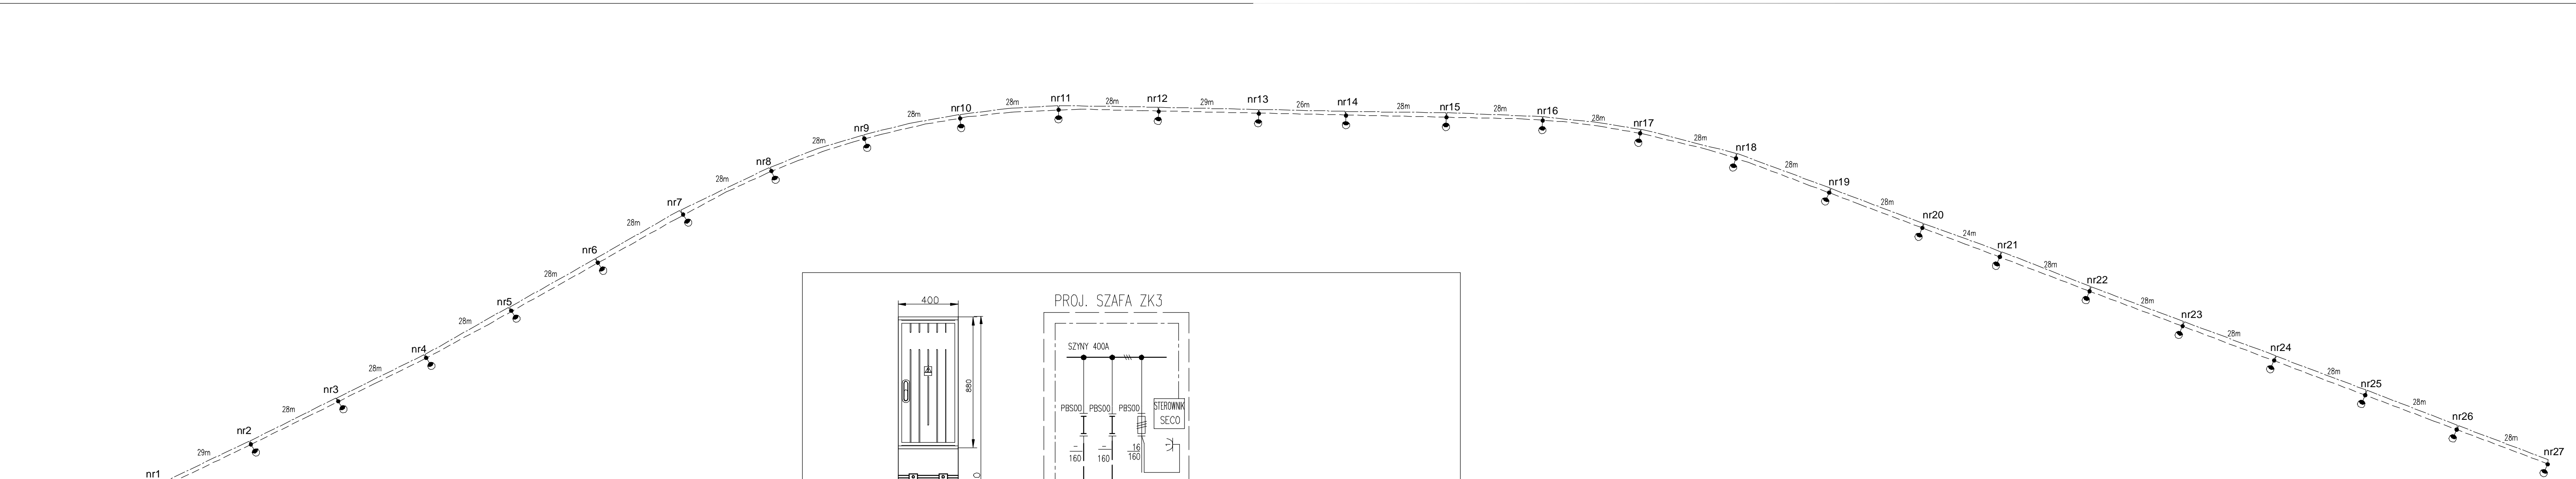 nr1
29m
nr2
28m
nr3
28m
nr4
28m
nr5
28m
nr6
28m
nr7
28m
nr8
28m
nr9
28m
nr10
28m
nr11
28m
nr12
29m
nr13
26m
nr14
28m
nr15
28m
nr16
28m
nr17
28m
nr18
28m
nr19
28m
nr20
24m
nr21
28m
nr22
28m
nr23
28m
nr24
28m
nr25
28m
nr26
28m
nr27
400
880
0
PROJ. SZAFA ZK3
SZYNY 400A
PBS00 PBS00 PBS00
STEROWNIK
SECO
- - 16
160 160 160